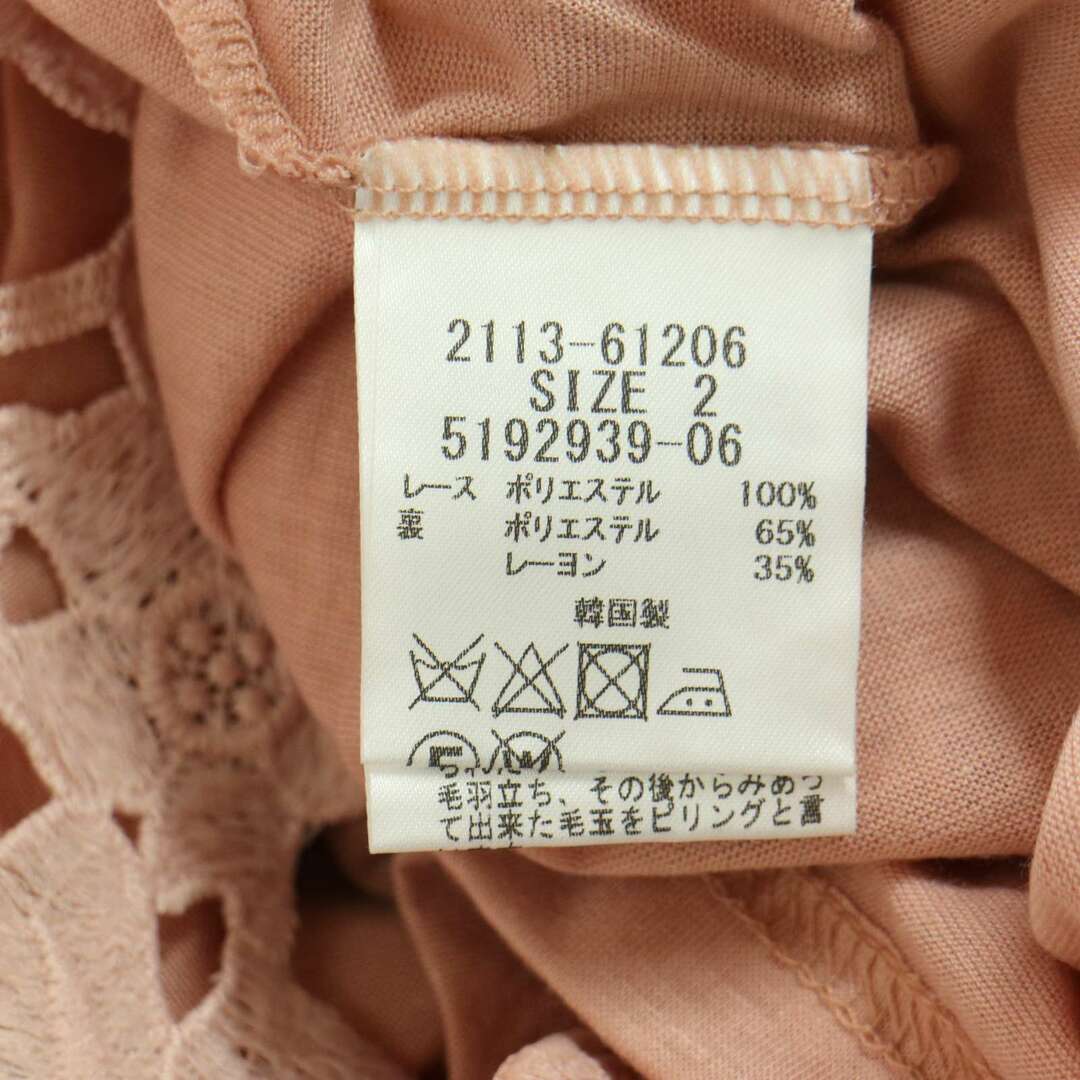 2113-61206
SIZE 2
5192939-06
レース ポリエステル 100%
裏 ポリエステル 65%
レーヨン 35%
韓国製
F W
毛羽立ち、その後からみあっ
て出来た毛玉をピリングと言